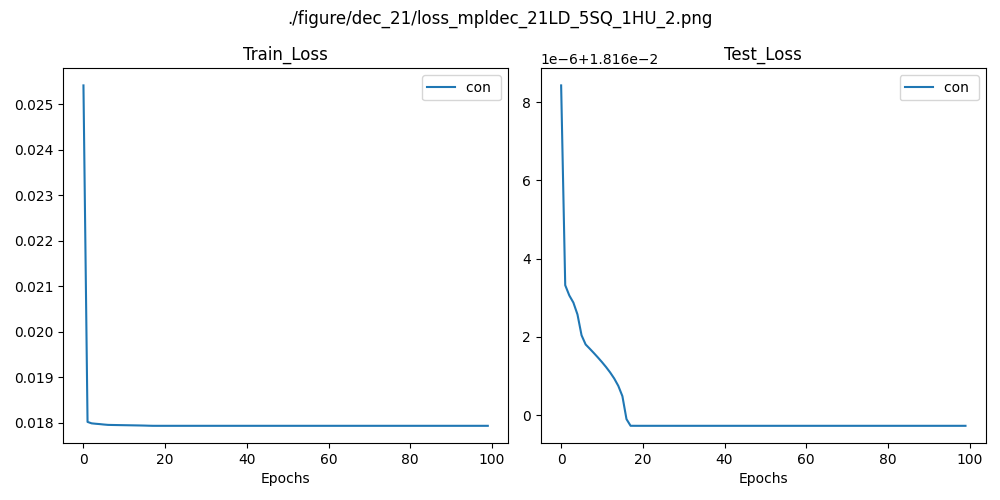 ./figure/dec_21/loss_mpldec_21LD_5SQ_1HU_2.png
Train_Loss
con
0.025
0.024
0.023
0.022
0.021
0.020
0.019
0.018
0 20 40 60 80 100
Epochs
Test_Loss
1e-6+1.816e-2
con
8
6
4
2
0
0 20 40 60 80 100
Epochs